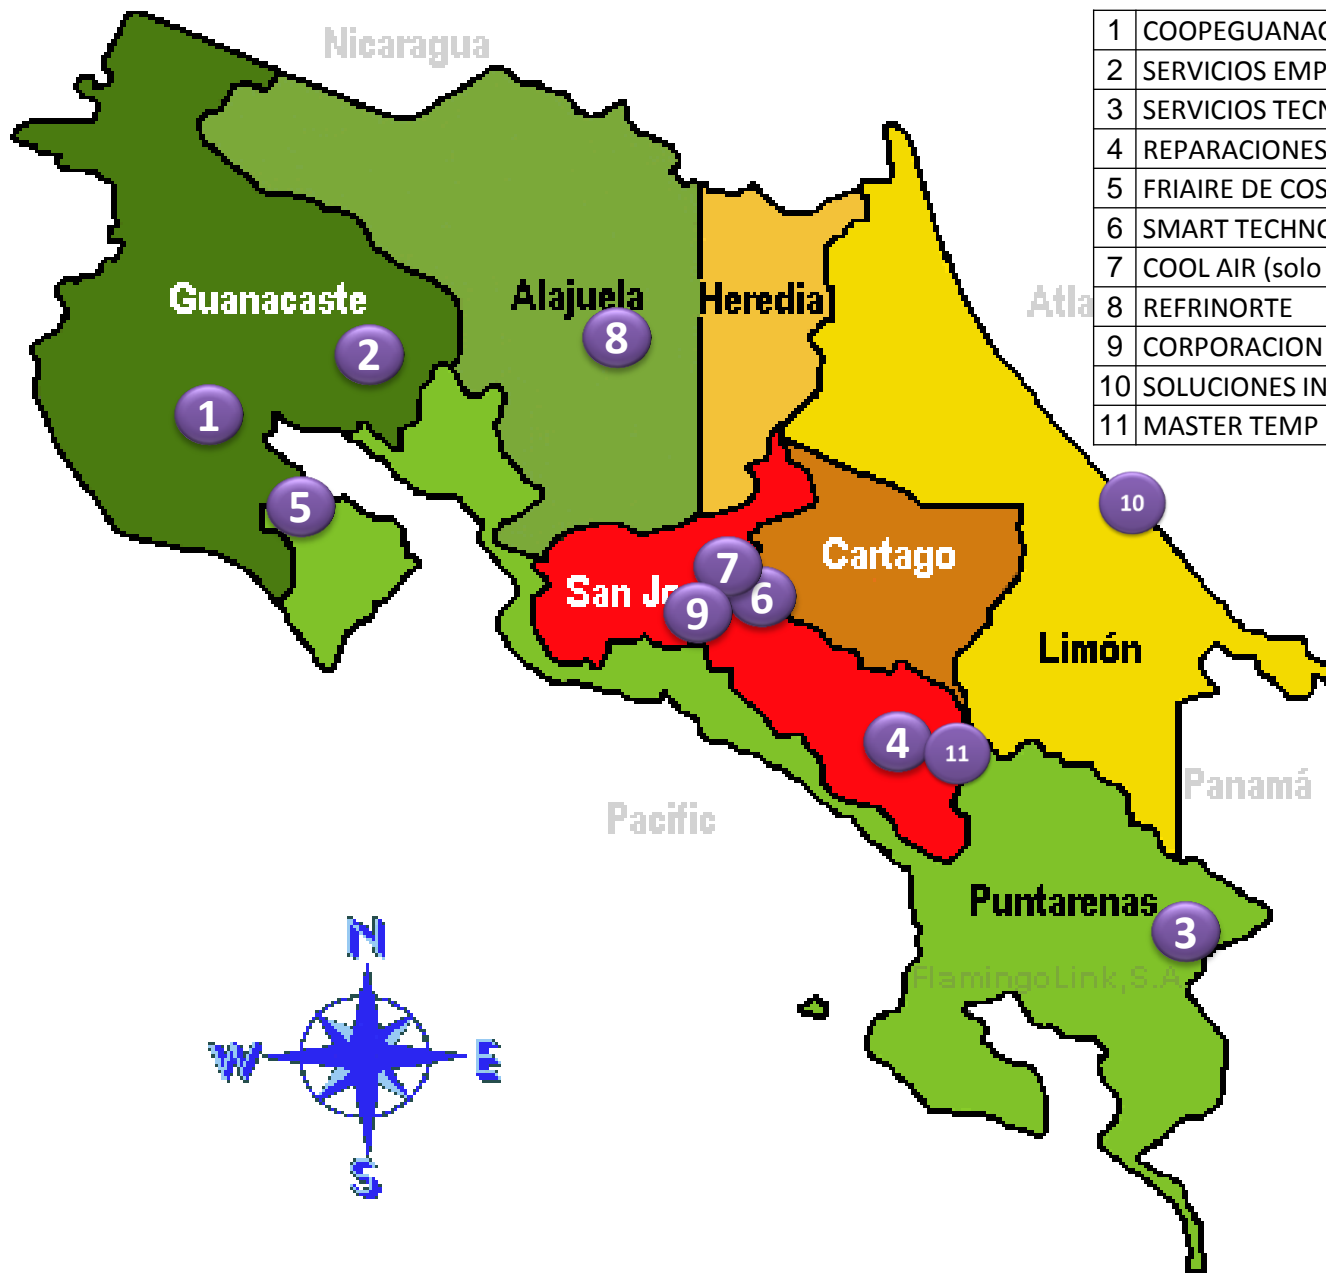 Nicaragua
1 COOPEGUANAC
2 SERVICIOS EMP
3 SERVICIOS TECN
4 REPARACIONES
5 FRIAIRE DE COS
6 SMART TECHNO
7 COOL AIR (solo
8 REFRINORTE
9 CORPORACION
10 SOLUCIONES IN
11 MASTER TEMP
Guanacaste
Alajuela
Heredia
Atla
2
8
1
5
10
Cartago
San Jo
7
6
9
Limón
4
11
Panamá
Pacific
Puntarenas
3
FlamingoLink,S.A
N
W
E
S